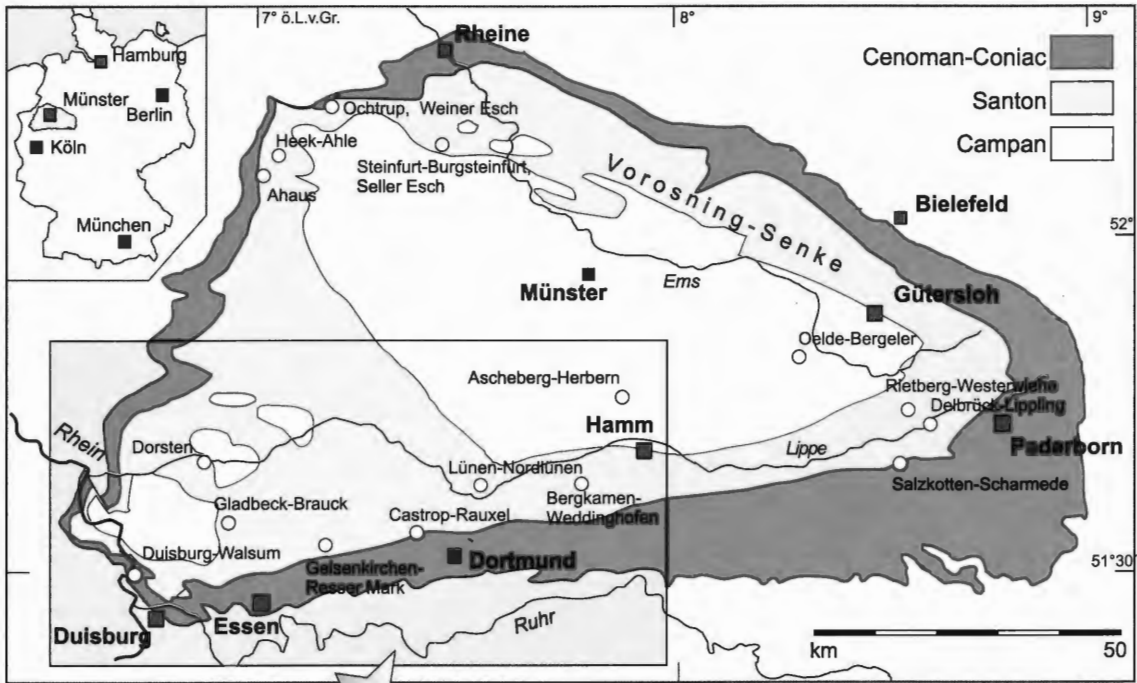 7° ö.L.v.Gr.
8°
9°
Hamburg
Münster
Berlin
Köln
München
Rheine
Cenoman-Coniac
Santon
Campan
Ochtrup, Weiner Esch
Heek-Ahle
Steinfurt-Burgsteinfurt,
Seller Esch
Ahaus
Vorosning-Senke
Bielefeld
52°
Münster
Ems
Gütersloh
Oelde-Bergeler
Ascheberg-Herbern
Rietberg-Westerwiehe
Delbrück-Lippling
Hamm
Rhein
Dorsten
Lippe
Paderborn
Lünen-Nordlünen
Salzkotten-Scharmede
Gladbeck-Brauck
Bergkamen-
Weddinghofen
Castrop-Rauxel
Duisburg-Walsum
Gelsenkirchen-
Resser Mark
Dortmund
51°30
Duisburg
Essen
Ruhr
km
50